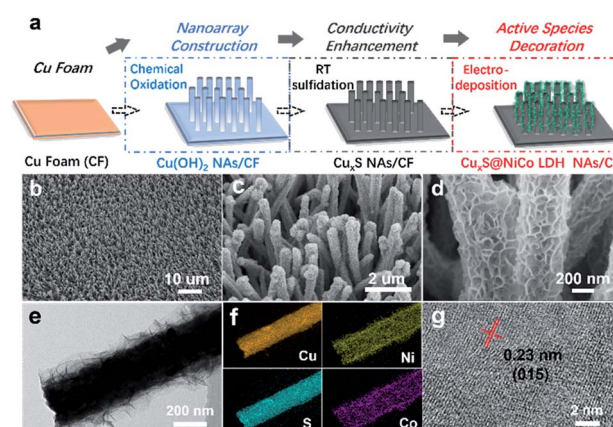 a
Nanoarray
Construction
Conductivity
Enhancement
Active Species
Decoration
Cu Foam
Chemical
Oxidation
RT
sulfidation
Electro-
deposition
Cu Foam (CF)
Cu(OH)₂ NAs/CF
CuₓS NAs/CF
CuₓS@NiCo LDH NAs/C
b
10 um
c
2 um
d
200 nm
e
200 nm
f
Cu
Ni
S
Co
g
0.23 nm
(015)
2 nm